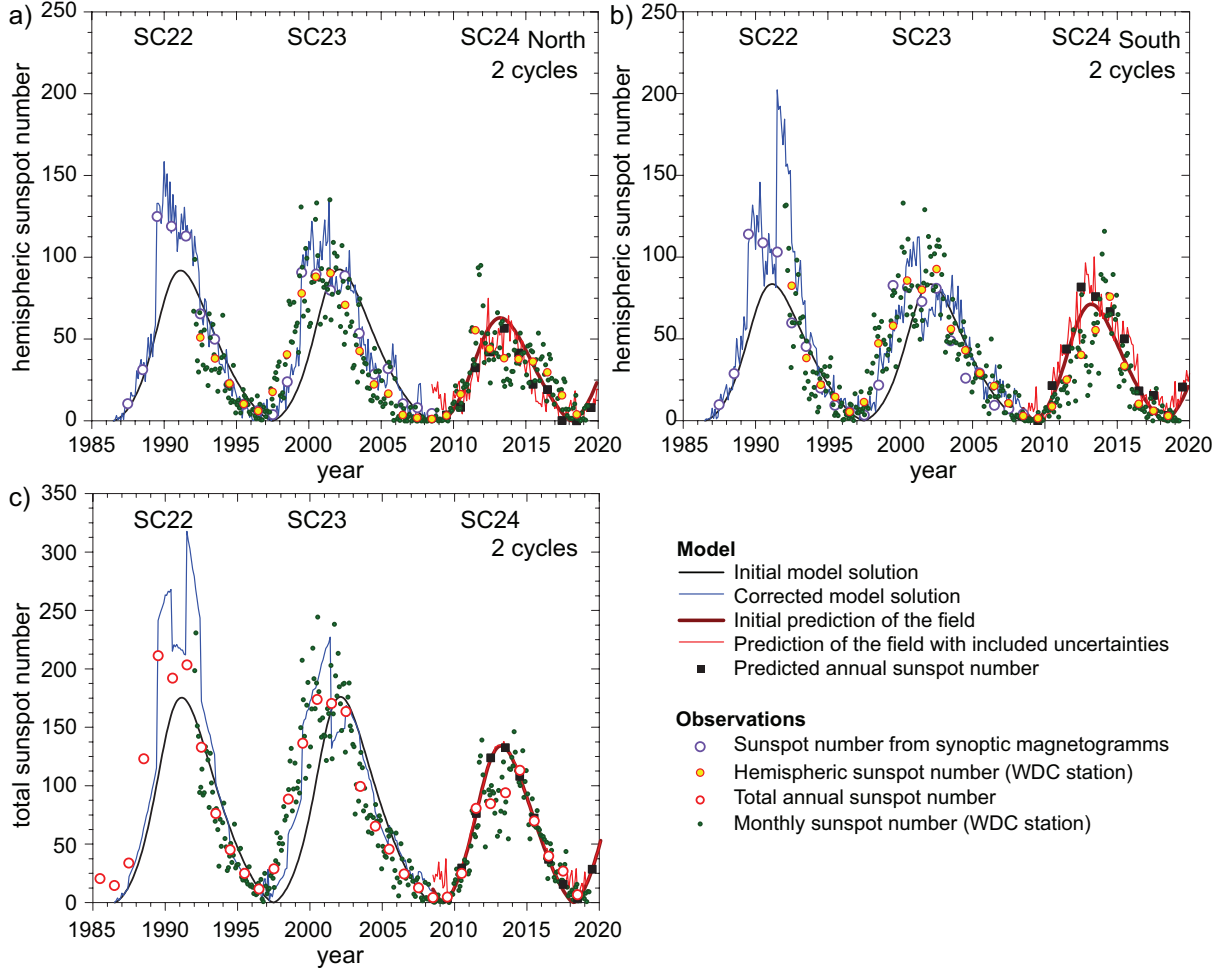 a)
SC22
SC23
SC24 North
2 cycles
hemispheric sunspot number
250
200
150
100
50
0
1985 1990 1995 2000 2005 2010 2015 2020
year
b)
SC22
SC23
SC24 South
2 cycles
hemispheric sunspot number
250
200
150
100
50
0
1985 1990 1995 2000 2005 2010 2015 2020
year
c)
SC22
SC23
SC24
2 cycles
total sunspot number
350
300
250
200
150
100
50
0
1985 1990 1995 2000 2005 2010 2015 2020
year
Model
Initial model solution
Corrected model solution
Initial prediction of the field
Prediction of the field with included uncertainties
Predicted annual sunspot number
Observations
Sunspot number from synoptic magnetogramms
Hemispheric sunspot number (WDC station)
Total annual sunspot number
Monthly sunspot number (WDC station)